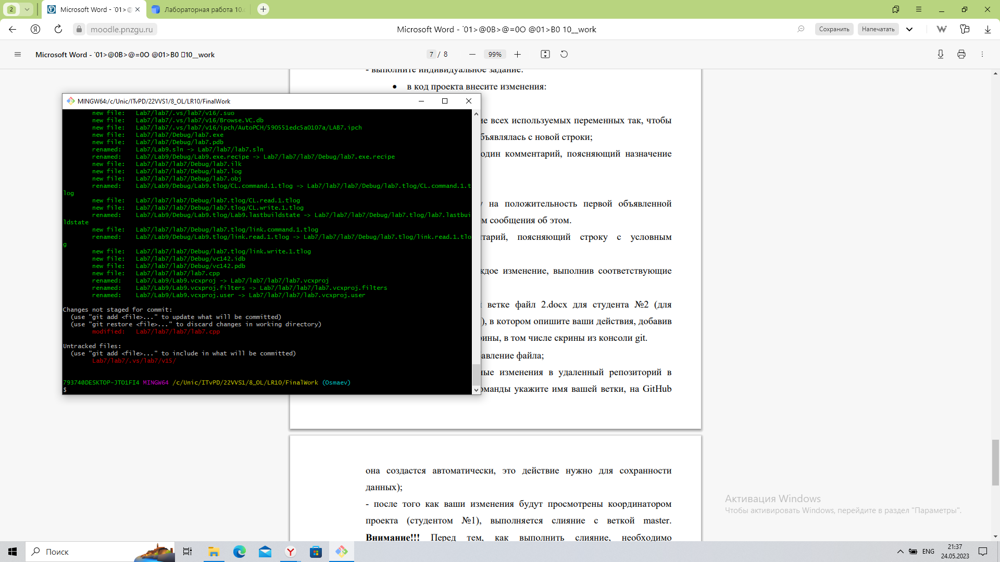 2
Microsoft Word - '01>@
Лабораторная работа 10.
moodle.pnzgu.ru
Microsoft Word - '01>@0B>@=0O @01>B0 10__work
Сохранить
Напечатать
Microsoft Word - '01>@0B>@=0O @01>B0 10__work
7 / 8
99%
- выполните индивидуальное задание:
• в код проекта внесите изменения:
MINGW64:/c/Unic/ITvPD/22VVS1/8_OL/LR10/FinalWork
new file: Lab7/lab7/.vs/lab7/v16/.suo
new file: Lab7/lab7/.vs/lab7/v16/Browse.VC.db
new file: Lab7/lab7/.vs/lab7/v16/ipch/AutoPCH/590551edc5a0107a/LAB7.ipch
new file: Lab7/lab7/Debug/lab7.exe
new file: Lab7/lab7/Debug/lab7.pdb
renamed: Lab7/Lab9.sln -> Lab7/lab7/lab7.sln
renamed: Lab7/Lab9/Debug/Lab9.exe.recipe -> Lab7/lab7/lab7/Debug/lab7.exe.recipe
new file: Lab7/lab7/lab7/Debug/lab7.ilk
new file: Lab7/lab7/lab7/Debug/lab7.log
new file: Lab7/lab7/lab7/Debug/lab7.obj
renamed: Lab7/Lab9/Debug/Lab9.tlog/CL.command.1.tlog -> Lab7/lab7/lab7/Debug/lab7.tlog/CL.command.1.t
log
new file: Lab7/lab7/lab7/Debug/lab7.tlog/CL.read.1.tlog
new file: Lab7/lab7/lab7/Debug/lab7.tlog/CL.write.1.tlog
renamed: Lab7/Lab9/Debug/Lab9.tlog/Lab9.lastbuildstate -> Lab7/lab7/lab7/Debug/lab7.tlog/lab7.lastbui
ldstate
new file: Lab7/lab7/lab7/Debug/lab7.tlog/link.command.1.tlog
renamed: Lab7/Lab9/Debug/Lab9.tlog/link.read.1.tlog -> Lab7/lab7/lab7/Debug/lab7.tlog/link.read.1.tlo
g
new file: Lab7/lab7/lab7/Debug/lab7.tlog/link.write.1.tlog
new file: Lab7/lab7/lab7/Debug/vc142.idb
new file: Lab7/lab7/lab7/Debug/vc142.pdb
new file: Lab7/lab7/lab7/lab7.cpp
renamed: Lab7/Lab9/Lab9.vcxproj -> Lab7/lab7/lab7/lab7.vcxproj
renamed: Lab7/Lab9/Lab9.vcxproj.filters -> Lab7/lab7/lab7/lab7.vcxproj.filters
renamed: Lab7/Lab9/Lab9.vcxproj.user -> Lab7/lab7/lab7/lab7.vcxproj.user
Changes not staged for commit:
(use "git add <file>..." to update what will be committed)
(use "git restore <file>..." to discard changes in working directory)
modified: Lab7/lab7/lab7/lab7.cpp
Untracked files:
(use "git add <file>..." to include in what will be committed)
Lab7/lab7/.vs/lab7/v15/
79374@DESKTOP-JTO1FI4 MINGW64 /c/Unic/ITvPD/22VVS1/8_OL/LR10/FinalWork (Osmaev)
$
ие всех используемых переменных так, чтобы
бъявлялась с новой строки;
один комментарий, поясняющий назначение
у на положительность первой объявленной
м сообщения об этом.
тарий, поясняющий строку с условным
ждое изменение, выполнив соответствующие
ветке файл 2.docx для студента №2 (для
), в котором опишите ваши действия, добавив
ины, в том числе скрины из консоли git.
авление файла;
ные изменения в удаленный репозиторий в
оманды укажите имя вашей ветки, на GitHub
она создастся автоматически, это действие нужно для сохранности
данных);
- после того как ваши изменения будут просмотрены координатором
проекта (студентом №1), выполняется слияние с веткой master.
Внимание!!! Перед тем, как выполнить слияние, необходимо
Активация Windows
Чтобы активировать Windows, перейдите в раздел "Параметры".
Поиск
ENG
21:37
24.05.2023